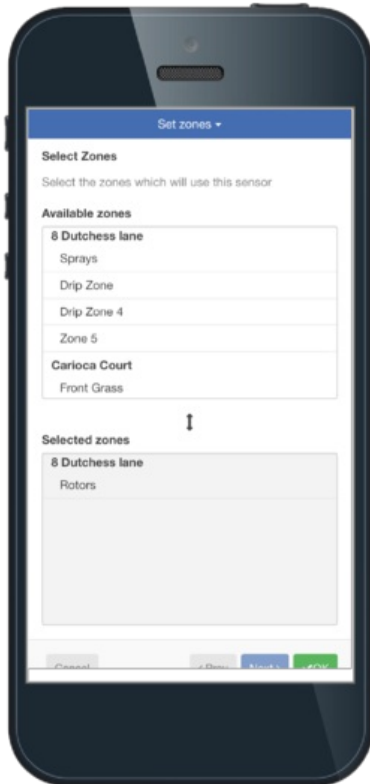 Set zones
Select Zones
Select the zones which will use this sensor
Available zones
8 Dutchess lane
Sprays
Drip Zone
Drip Zone 4
Zone 5
Carioca Court
Front Grass
Selected zones
8 Dutchess lane
Rotors
Cancel
‹ Prev Next › ✔OK